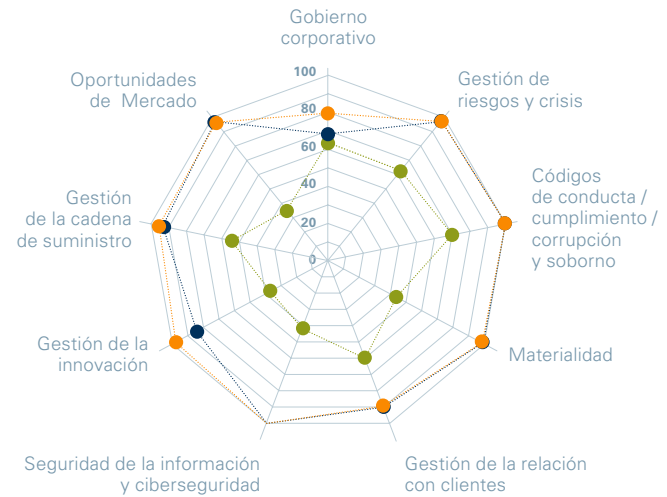 Gobierno
corporativo
Gestión de
riesgos y crisis
Códigos
de conducta /
cumplimiento /
corrupción
y soborno
Materialidad
Gestión de la relación
con clientes
Seguridad de la información
y ciberseguridad
Gestión de la
innovación
Gestión
de la cadena
de suministro
Oportunidades
de Mercado
100
80
60
40
20
0